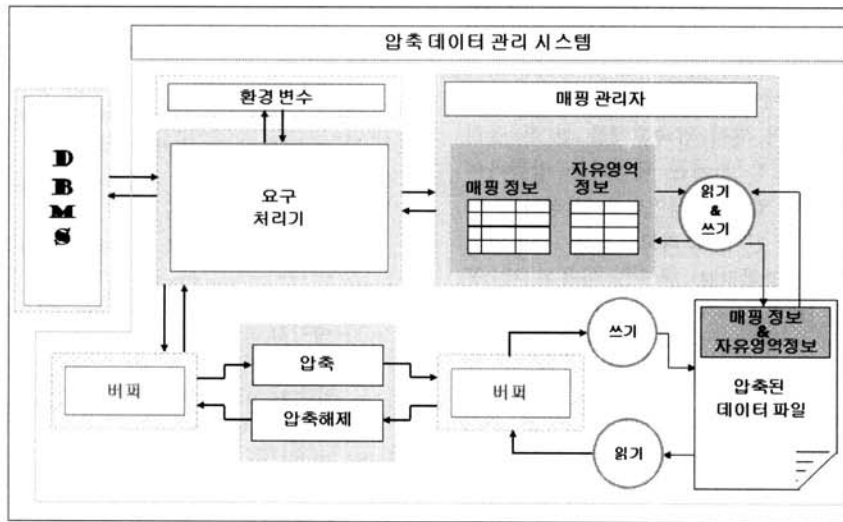 압축 데이터 관리 시스템
환경 변수
매핑 관리자
DBMS
요구
처리기
매핑 정보
자유영역
정보
읽기
&
쓰기
매핑 정보
&
자유영역정보
압축된
데이터 파일
쓰기
압축
버퍼
압축해제
버퍼
읽기